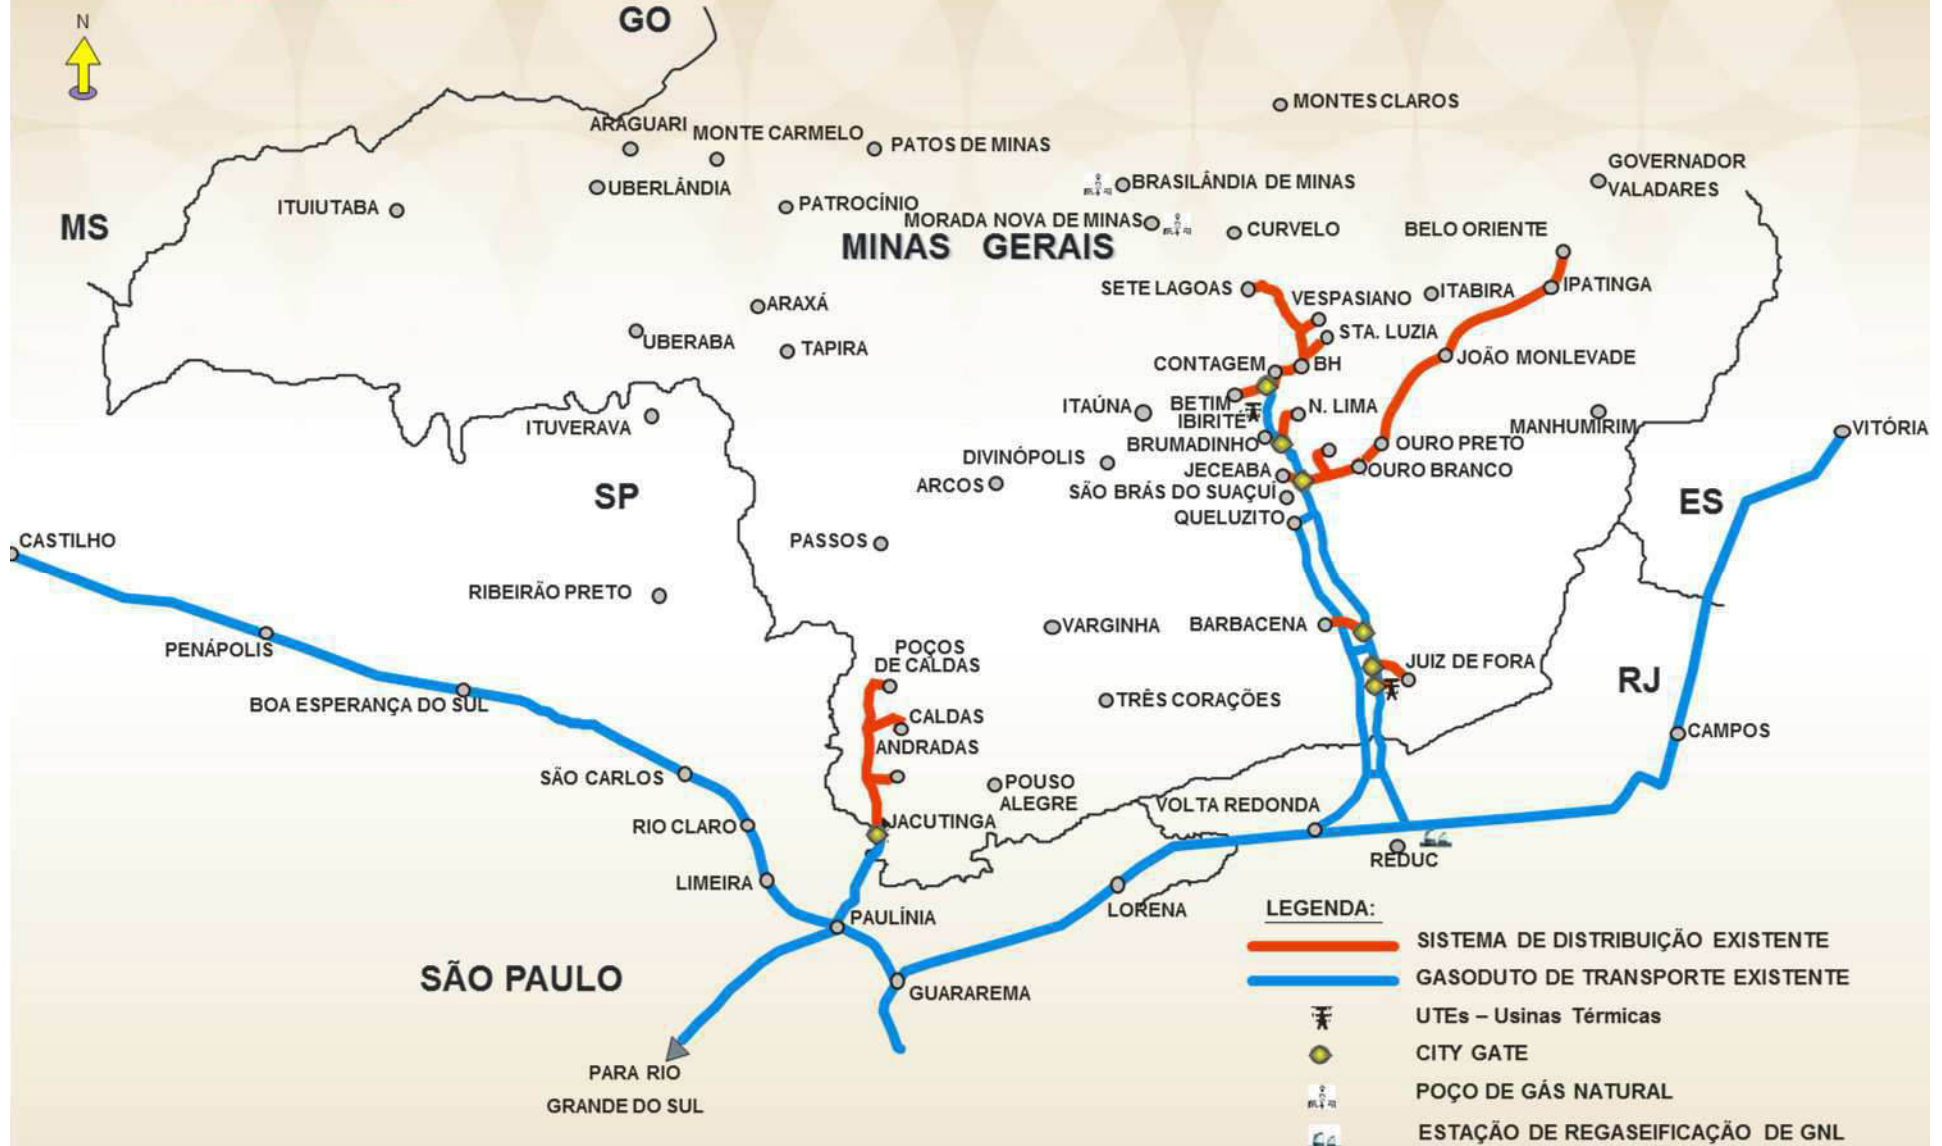 N
GO
MONTES CLAROS
ARAGUARI
MONTE CARMELO
PATOS DE MINAS
GOVERNADOR
VALADARES
BRASILÂNDIA DE MINAS
UBERLÂNDIA
ITUIUTABA
PATROCÍNIO
MORADA NOVA DE MINAS
MS
CURVELO
BELO ORIENTE
MINAS GERAIS
SETE LAGOAS
VESPASIANO
ITABIRA
IPATINGA
ARAXÁ
STA. LUZIA
UBERABA
TAPIRA
CONTAGEM
BH
JOÃO MONLEVADE
ITAÚNA
BETIM
N. LIMA
IBIRITÉ
ITUVERAVA
MANHUMIRIM
VITÓRIA
BRUMADINHO
OURO PRETO
DIVINÓPOLIS
JECEABA
OURO BRANCO
ARCOS
SÃO BRÁS DO SUAÇUÍ
SP
ES
QUELUZITO
CASTILHO
PASSOS
RIBEIRÃO PRETO
VARGINHA
BARBACENA
PENÁPOLIS
POÇOS
DE CALDAS
JUIZ DE FORA
RJ
BOA ESPERANÇA DO SUL
TRÊS CORAÇÕES
CALDAS
CAMPOS
ANDRADAS
SÃO CARLOS
POUSO
ALEGRE
VOLTA REDONDA
RIO CLARO
JACUTINGA
REDUC
LIMEIRA
LORENA
PAULÍNIA
LEGENDA:
SISTEMA DE DISTRIBUIÇÃO EXISTENTE
SÃO PAULO
GASODUTO DE TRANSPORTE EXISTENTE
GUARAREMA
UTEs – Usinas Térmicas
CITY GATE
PARA RIO
GRANDE DO SUL
POÇO DE GÁS NATURAL
ESTAÇÃO DE REGASEIFICAÇÃO DE GNL